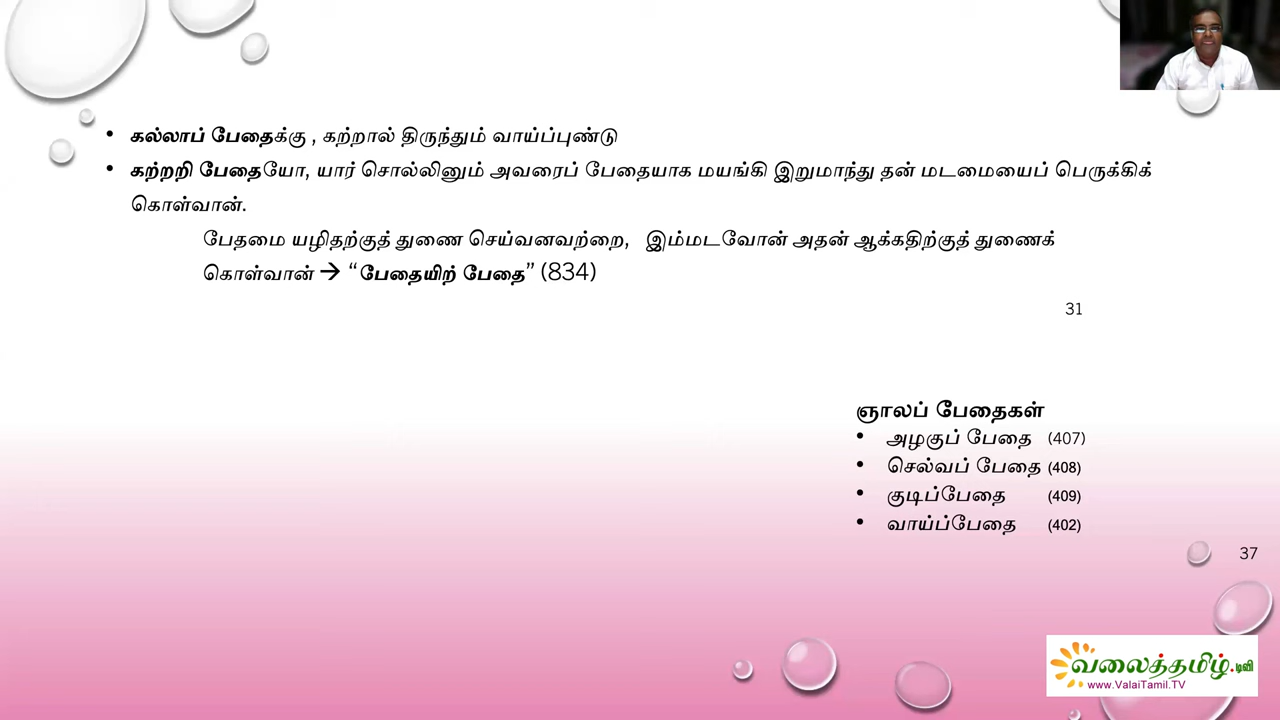 • கல்லாப் பேதைக்கு , கற்றால் திருந்தும் வாய்ப்புண்டு
• கற்றறி பேதையோ, யார் சொல்லினும் அவரைப் பேதையாக மயங்கி இறுமாந்து தன் மடமையைப் பெருக்கிக்
கொள்வான்.
பேதமை யழிதற்குத் துணை செய்வனவற்றை, இம்மடவோன் அதன் ஆக்கதிற்குத் துணைக்
கொள்வான் → “பேதையிற் பேதை” (834)
31
ஞாலப் பேதைகள்
• அழகுப் பேதை (407)
• செல்வப் பேதை (408)
• குடிப்பேதை (409)
• வாய்ப்பேதை (402)
37
வலைத்தமிழ்.டிவி
www.ValaiTamil.TV